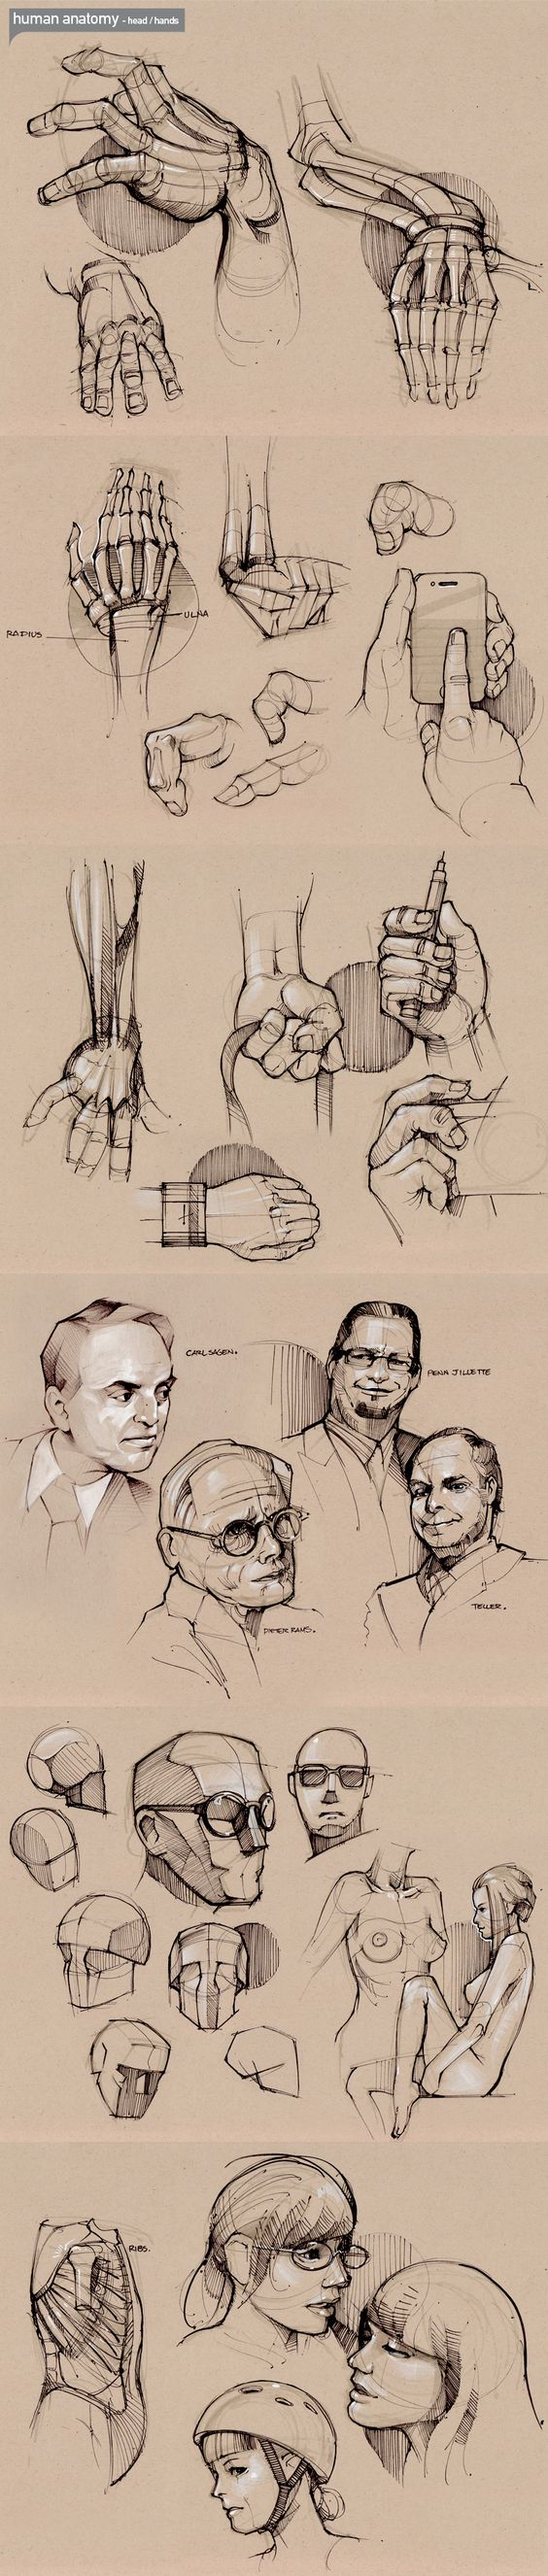 human anatomy - head / hands
ULNA
RADIUS
CARL SAGEN.
PENN JILLETTE
TELLER.
DIETER RAMS.
RIBS.